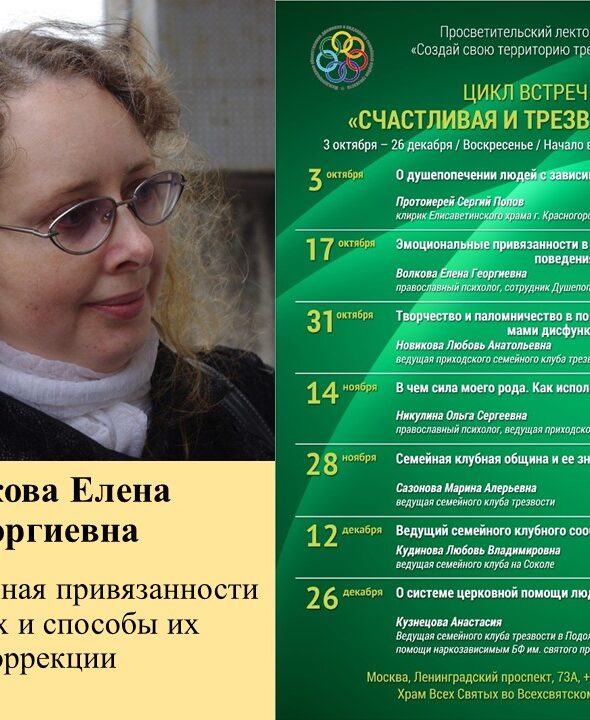 кова Елена
оргиевна
ная привязанности
х и способы их
оррекции
Просветительский лекто
«Создай свою территорию тре
ЦИКЛ ВСТРЕЧ
«СЧАСТЛИВАЯ И ТРЕЗВ
3 октября – 26 декабря / Воскресенье / Начало в
3 октября
О душепопечении людей с зависи
Протоиерей Сергий Попов
клирик Елисаветинского храма г. Красногор
17 октября
Эмоциональные привязанности в
поведения
Волкова Елена Георгиевна
православный психолог, сотрудник Душепоп
31 октября
Творчество и паломничество в по
мами дисфунк
Новикова Любовь Анатольевна
ведущая приходского семейного клуба трезв
14 ноября
В чем сила моего рода. Как испол
Никулина Ольга Сергеевна
православный психолог, ведущая приходско
28 ноября
Семейная клубная община и ее зн
Сазонова Марина Алерьевна
ведущая семейного клуба трезвости
12 декабря
Ведущий семейного клубного сооб
Кудинова Любовь Владимировна
ведущая семейного клуба на Соколе
26 декабря
О системе церковной помощи лю
Кузнецова Анастасия
Ведущая семейного клуба трезвости в Подол
помощи наркозависимым БФ им. святого пр
Москва, Ленинградский проспект, 73А, +
Храм Всех Святых во Всехсвятском